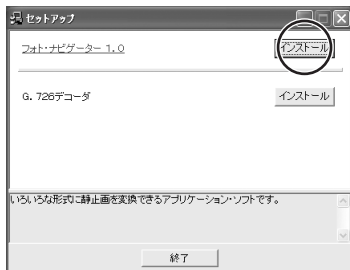 セットアップ
フォト・ナビゲーター 1.0
インストール
G.726デコーダ
インストール
いろいろな形式に静止画を変換できるアプリケーション・ソフトです。
終了